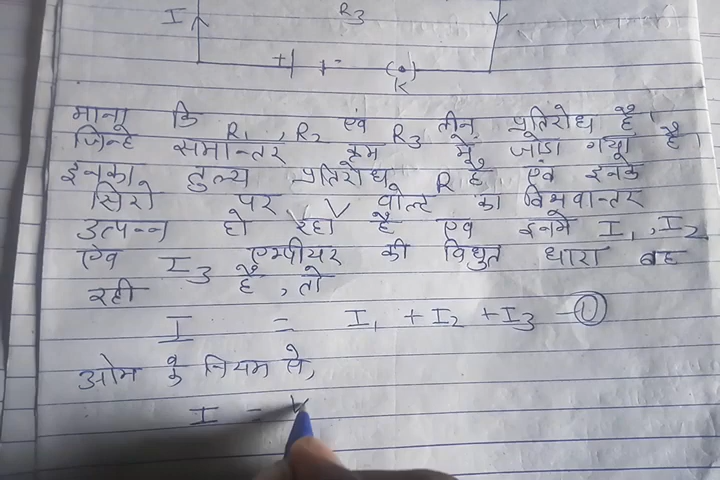 R3
I
+ -
(•)
K
माना कि R1, R2 एवं R3 तीन प्रतिरोध है।
जिन्हे समान्तर क्रम में जोडा गया है।
इनका तुल्य प्रतिरोध R है एवं इनके
सिरो पर V वोल्ट का विभवान्तर
उत्पन्न हो रहा है एवं इनमे I1, I2
ऐव I3 एम्पीयर की विधुत धारा बह
रही है, तो
I = I1 + I2 + I3 —①
ओम के नियम से,
I = V